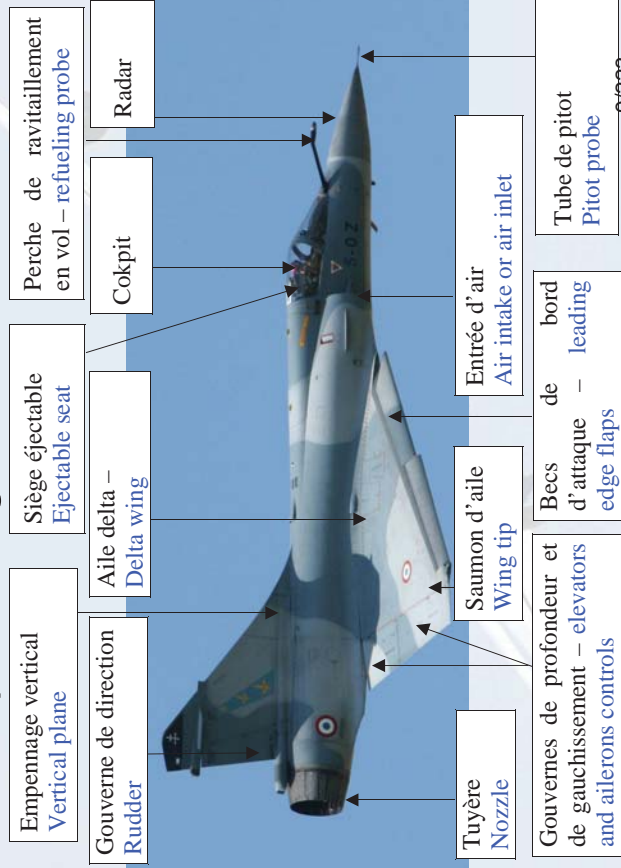 Empennage vertical
Vertical plane
Siège éjectable
Ejectable seat
Perche de ravitaillement
en vol – refueling probe
Gouverne de direction
Rudder
Aile delta –
Delta wing
Cokpit
Radar
5-OZ
Tuyère
Nozzle
Saumon d'aile
Wing tip
Entrée d'air
Air intake or air inlet
Gouvernes de profondeur et
de gauchissement – elevators
and ailerons controls
Becs de bord
d'attaque – leading
edge flaps
Tube de pitot
Pitot probe